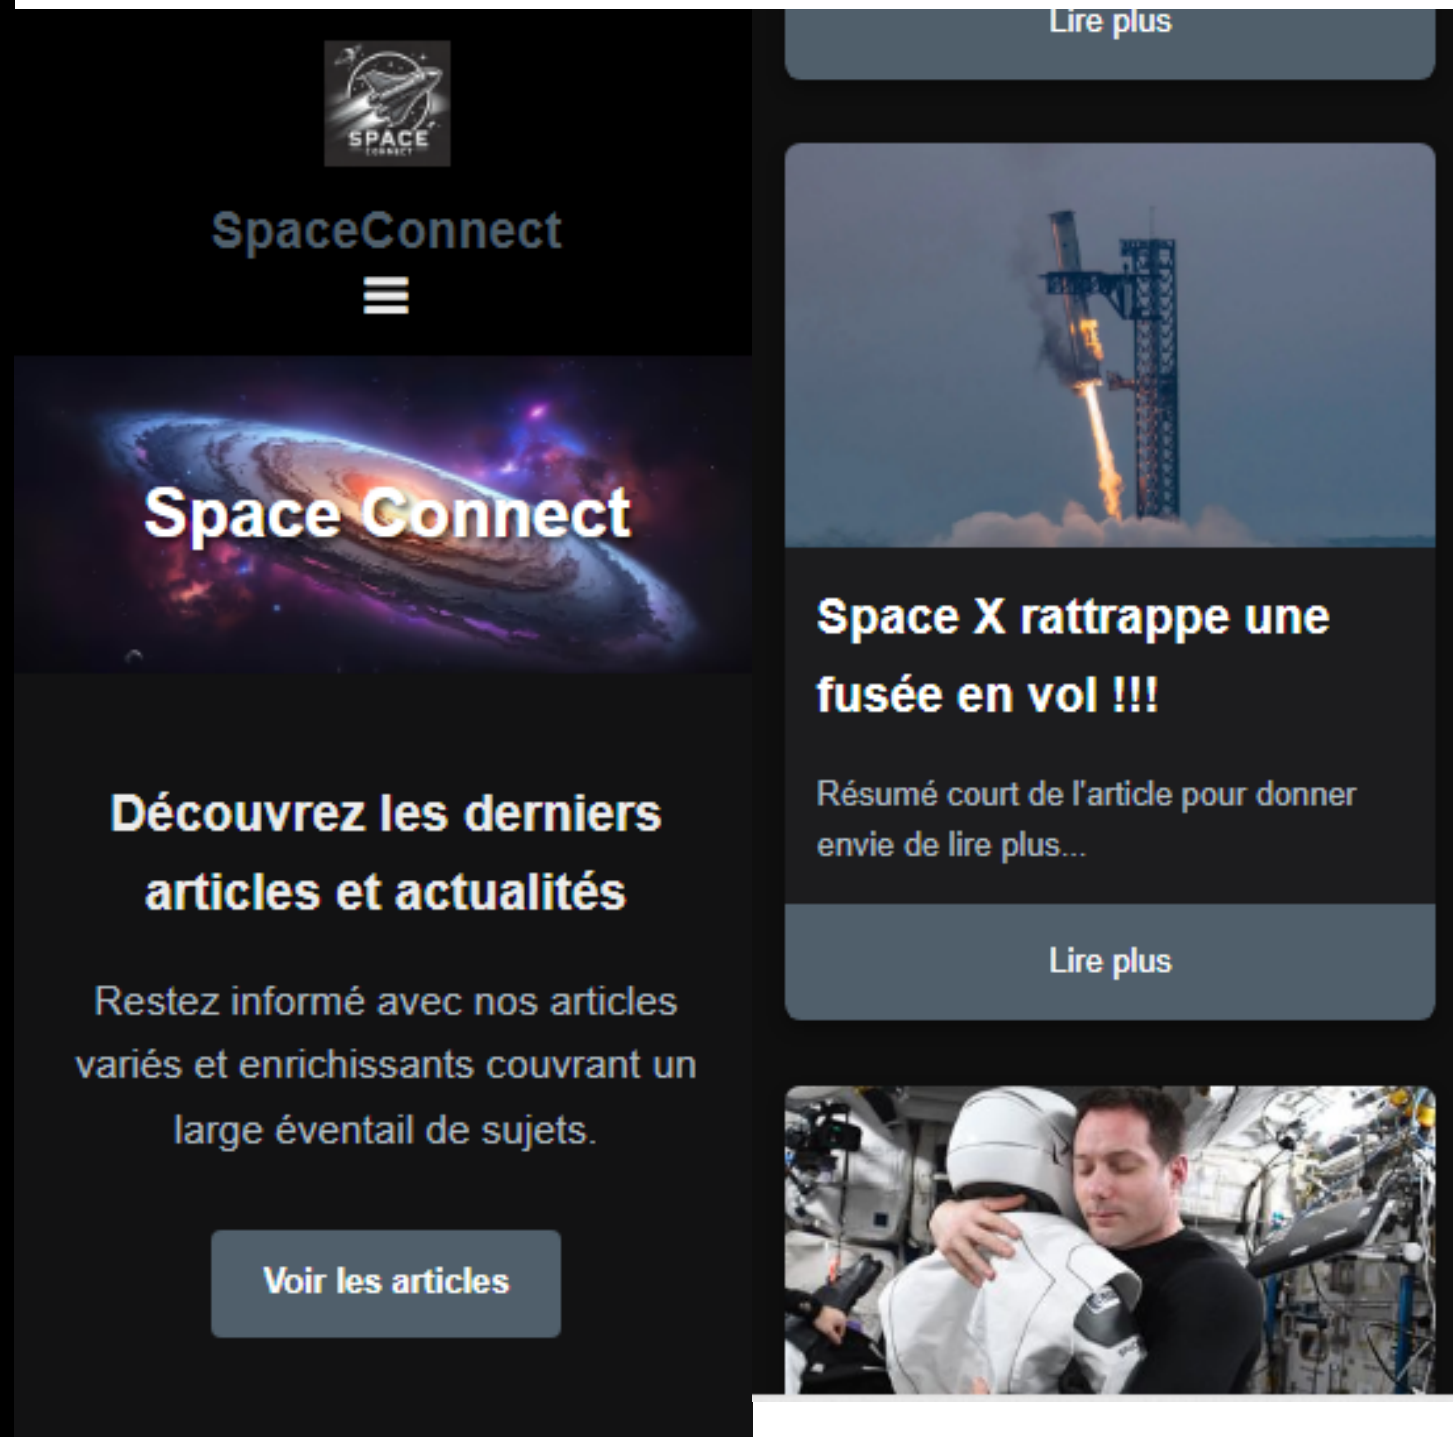 SPACE
CONNECT
SpaceConnect
Space Connect
Découvrez les derniers
articles et actualités
Restez informé avec nos articles
variés et enrichissants couvrant un
large éventail de sujets.
Voir les articles
Lire plus
Space X rattrappe une
fusée en vol !!!
Résumé court de l'article pour donner
envie de lire plus...
Lire plus